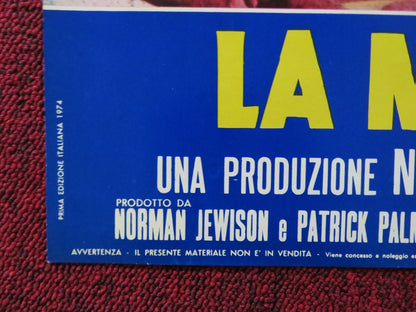 LA M
UNA PRODUZIONE N
PRODOTTO DA
NORMAN JEWISON e PATRICK PALM
AVVERTENZA · IL PRESENTE MATERIALE NON E' IN VENDITA · Viene concesso a noleggio
PRIMA EDIZIONE ITALIANA 1974